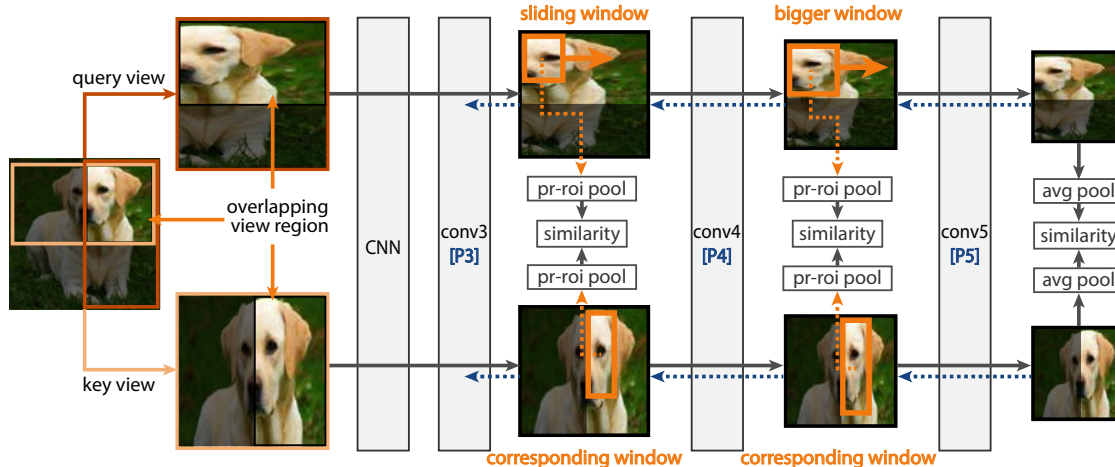 sliding window
bigger window
query view
overlapping
view region
key view
CNN
conv3
[P3]
pr-roi pool
similarity
pr-roi pool
conv4
[P4]
pr-roi pool
similarity
pr-roi pool
conv5
[P5]
avg pool
similarity
avg pool
corresponding window
corresponding window